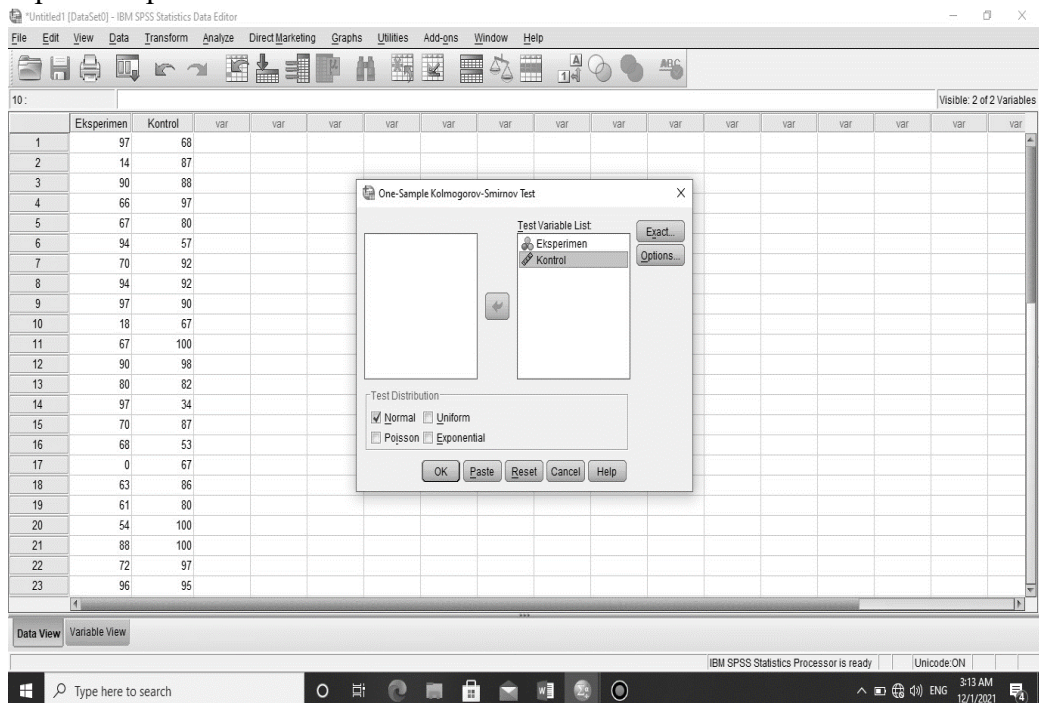 *Untitled1 [DataSet0] - IBM SPSS Statistics Data Editor
File Edit View Data Transform Analyze Direct Marketing Graphs Utilities Add-ons Window Help
10 :
Visible: 2 of 2 Variables
Eksperimen Kontrol var var var var var var var var var var var var var var var
1 97 68
2 14 87
3 90 88
4 66 97
5 67 80
6 94 57
7 70 92
8 94 92
9 97 90
10 18 67
11 67 100
12 90 98
13 80 82
14 97 34
15 70 87
16 68 53
17 0 67
18 63 86
19 61 80
20 54 100
21 88 100
22 72 97
23 96 95
One-Sample Kolmogorov-Smirnov Test X
Test Variable List:
Eksperimen
Kontrol
Exact...
Options...
Test Distribution
Normal Uniform
Poisson Exponential
OK Paste Reset Cancel Help
Data View Variable View
IBM SPSS Statistics Processor is ready Unicode:ON
Type here to search
ENG 3:13 AM
12/1/2021